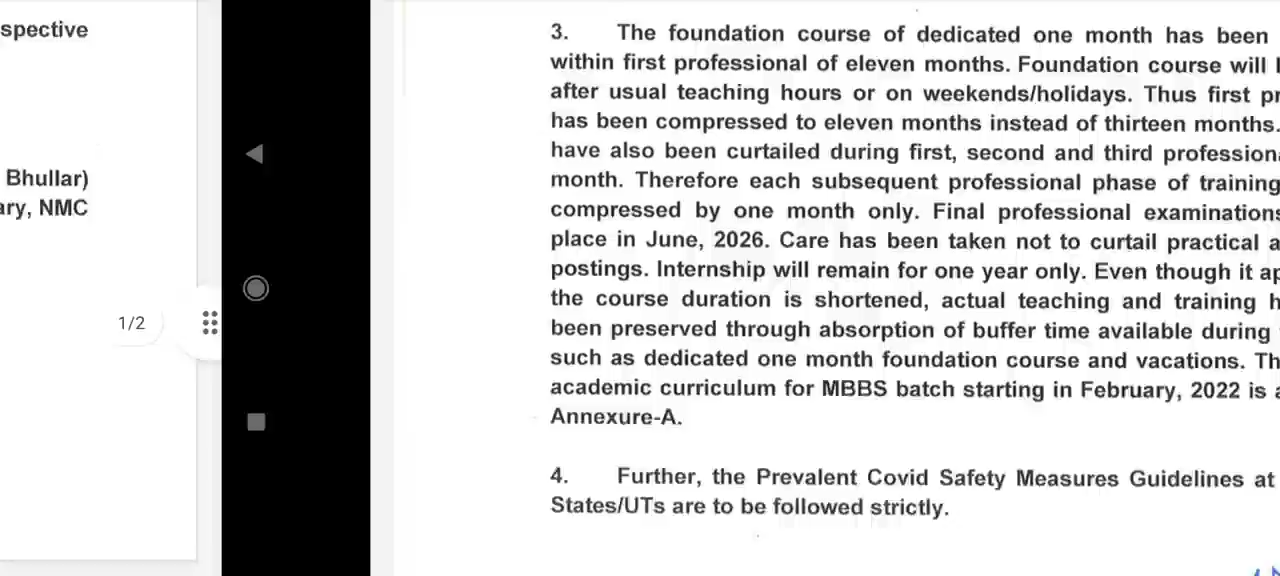 spective
Bhullar)
ary, NMC
1/2
3. The foundation course of dedicated one month has been
within first professional of eleven months. Foundation course will
after usual teaching hours or on weekends/holidays. Thus first pr
has been compressed to eleven months instead of thirteen months.
have also been curtailed during first, second and third profession
month. Therefore each subsequent professional phase of training
compressed by one month only. Final professional examinations
place in June, 2026. Care has been taken not to curtail practical a
postings. Internship will remain for one year only. Even though it ap
the course duration is shortened, actual teaching and training h
been preserved through absorption of buffer time available during
such as dedicated one month foundation course and vacations. Th
academic curriculum for MBBS batch starting in February, 2022 is a
Annexure-A.
4. Further, the Prevalent Covid Safety Measures Guidelines at
States/UTs are to be followed strictly.